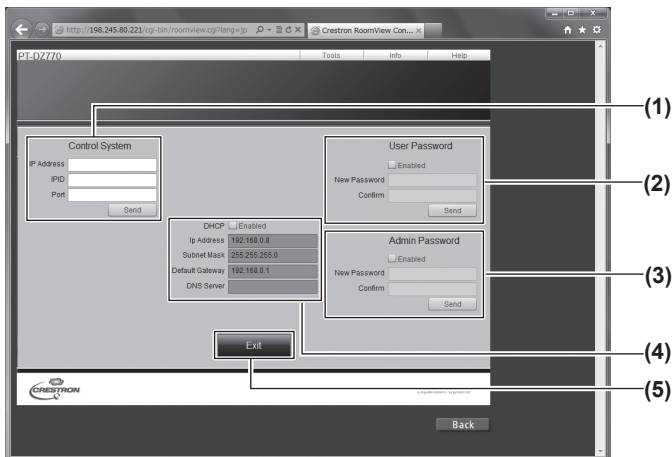 http://198.245.80.221/cgi-bin/roomview.cgi?lang=jp
Crestron RoomView Con...
PT-DZ770
Tools Info Help
(1)
Control System
IP Address
IPID
Port
Send
User Password
Enabled
New Password
Confirm
Send
(2)
DHCP Enabled
Ip Address 192.168.0.8
Subnet Mask 255.255.255.0
Default Gateway 192.168.0.1
DNS Server
Admin Password
Enabled
New Password
Confirm
Send
(3)
Exit
(4)
(5)
CRESTRON
Back